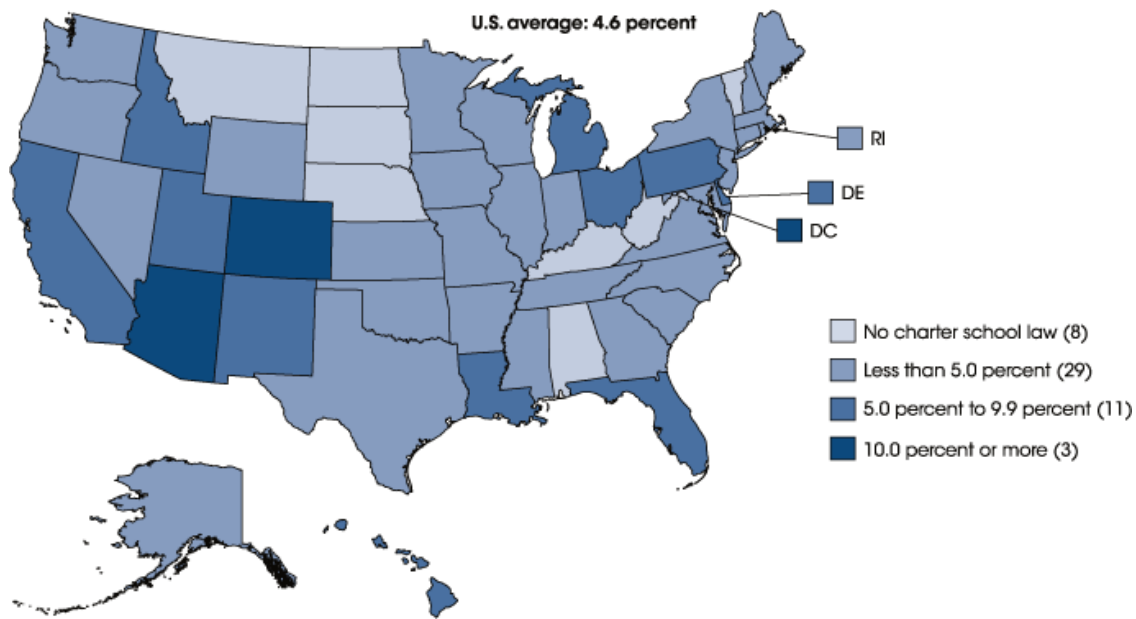 U.S. average: 4.6 percent
RI
DE
DC
No charter school law (8)
Less than 5.0 percent (29)
5.0 percent to 9.9 percent (11)
10.0 percent or more (3)